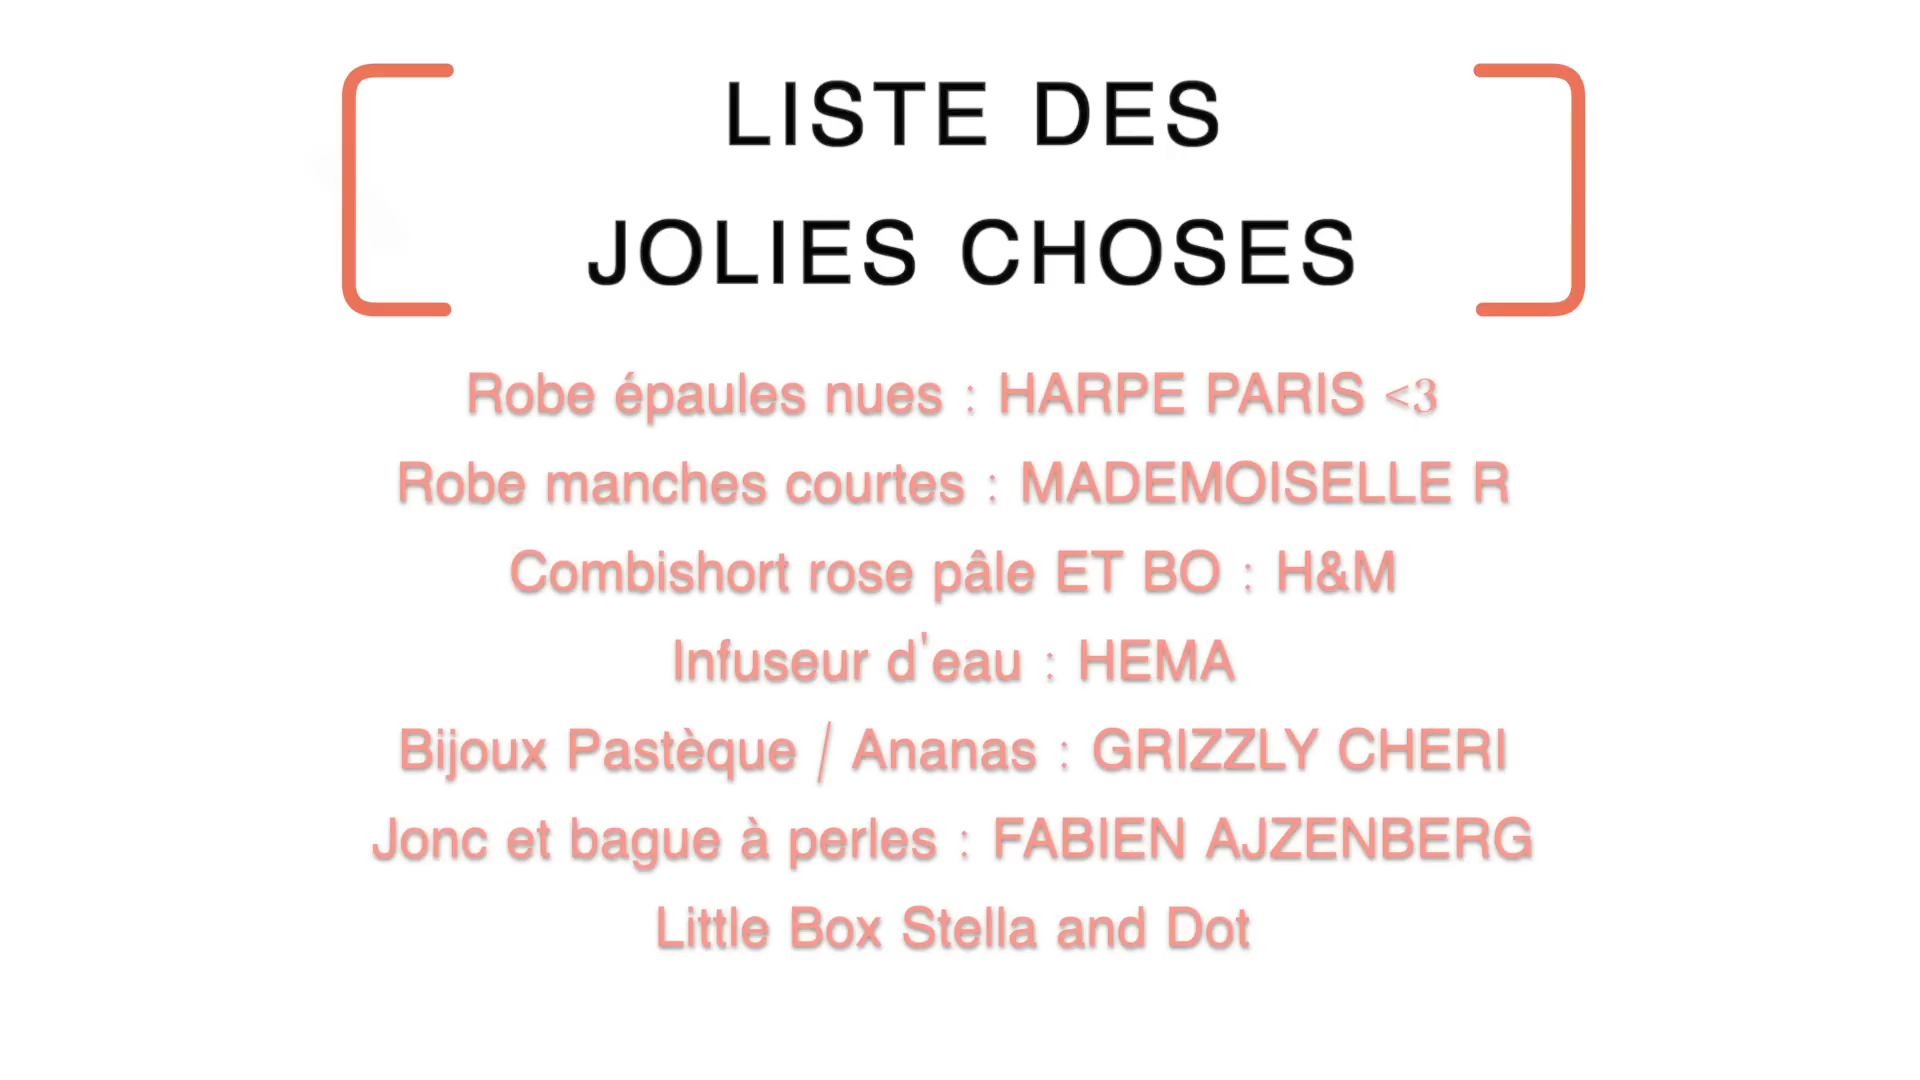 LISTE DES
JOLIES CHOSES
Robe épaules nues : HARPE PARIS <3
Robe manches courtes : MADEMOISELLE R
Combishort rose pâle ET BO : H&M
Infuseur d'eau : HEMA
Bijoux Pastèque / Ananas : GRIZZLY CHERI
Jonc et bague à perles : FABIEN AJZENBERG
Little Box Stella and Dot